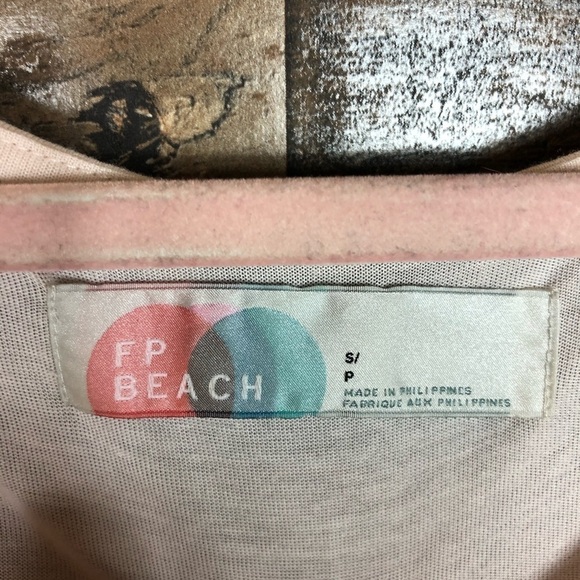 FP
BEACH
S/
P
MADE IN PHILIPPINES
FABRIQUE AUX PHILIPPINES